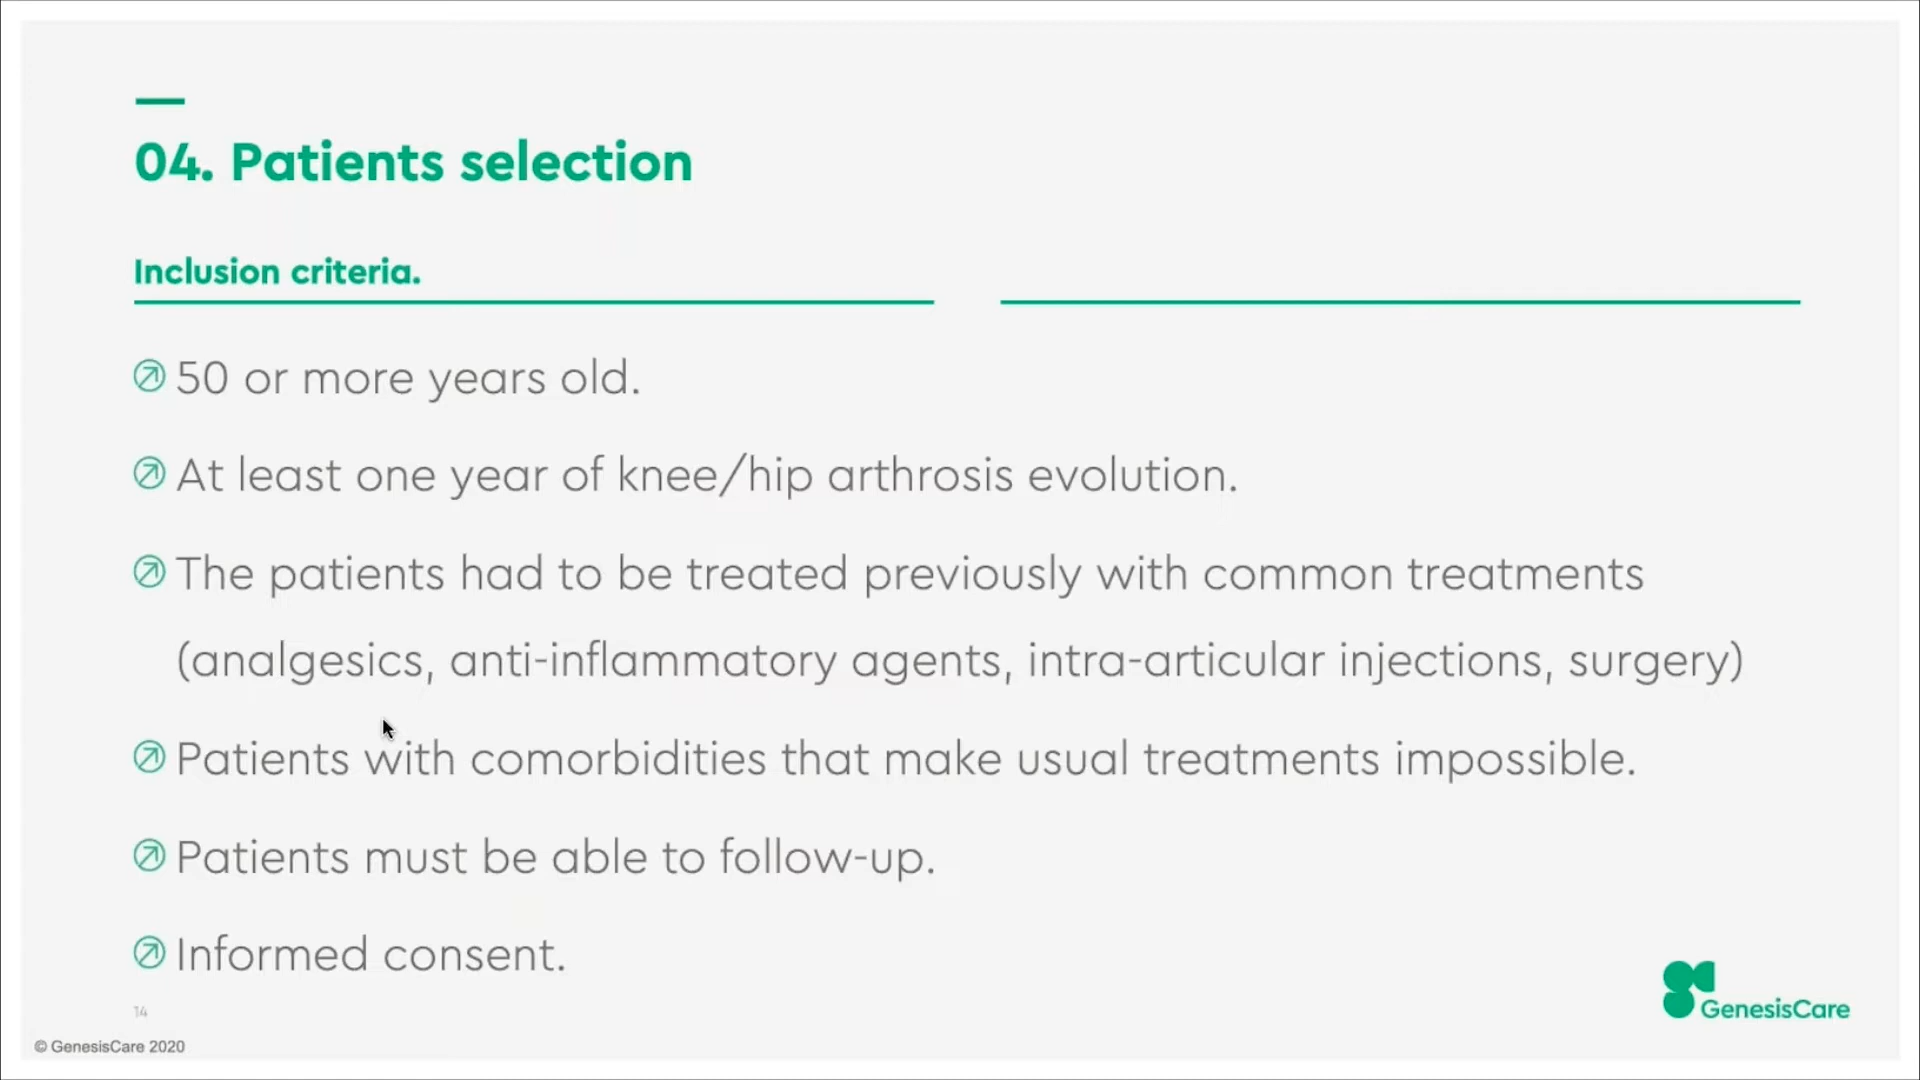 04. Patients selection
Inclusion criteria.
50 or more years old.
At least one year of knee/hip arthrosis evolution.
The patients had to be treated previously with common treatments
(analgesics, anti-inflammatory agents, intra-articular injections, surgery)
Patients with comorbidities that make usual treatments impossible.
Patients must be able to follow-up.
Informed consent.
14
GenesisCare
© GenesisCare 2020